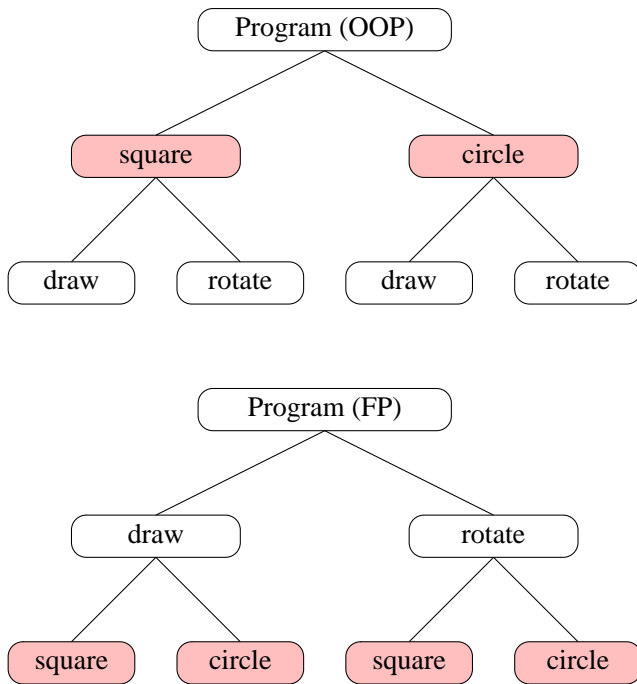 Program (OOP)
square circle
draw rotate draw rotate
Program (FP)
draw rotate
square circle square circle